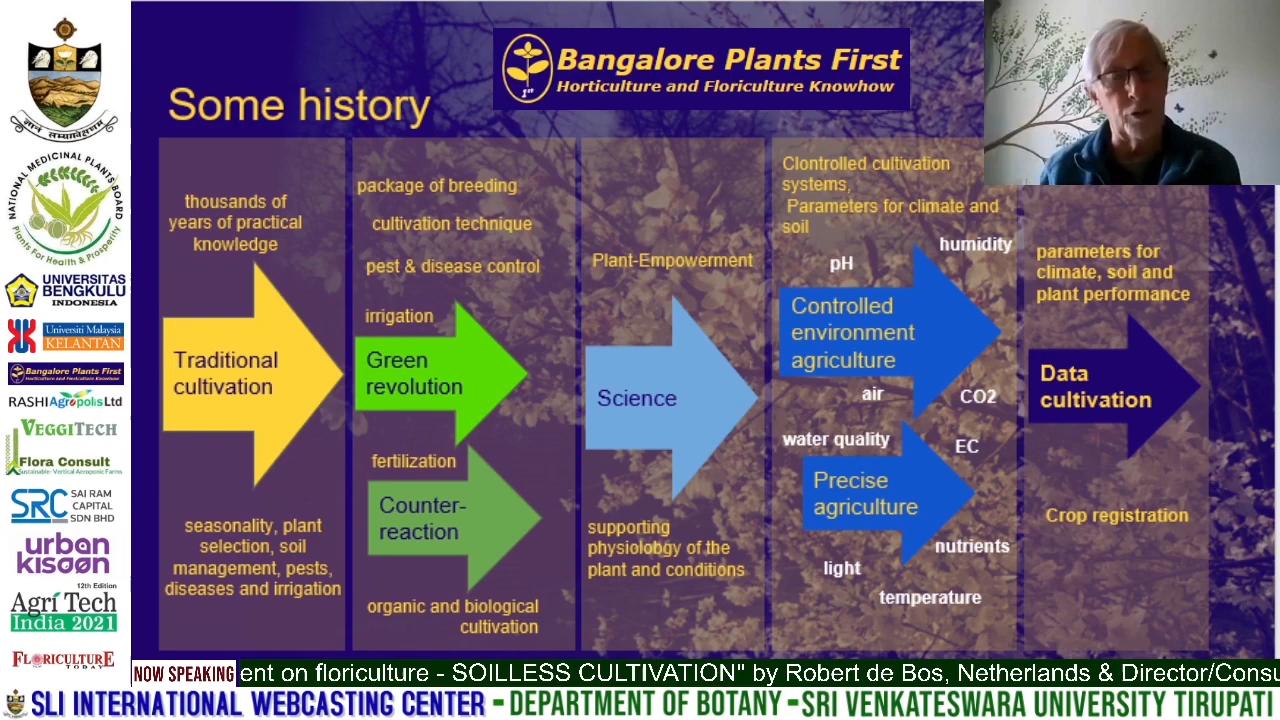 Bangalore Plants First
Horticulture and Floriculture Knowhow
1st
Some history
thousands of
years of practical
knowledge
Traditional
cultivation
seasonality, plant
selection, soil
management, pests,
diseases and irrigation
package of breeding
cultivation technique
pest & disease control
irrigation
Green
revolution
fertilization
Counter-
reaction
organic and biological
cultivation
Plant-Empowerment
Science
supporting
physiolobgy of the
plant and conditions
Clontrolled cultivation
systems,
Parameters for climate and
soil
humidity
pH
Controlled
environment
agriculture
air
CO2
water quality
EC
Precise
agriculture
nutrients
light
temperature
parameters for
climate, soil and
plant performance
Data
cultivation
Crop registration
NATIONAL MEDICINAL PLANTS BOARD
Plants For Health & Prosperity
UNIVERSITAS
BENGKULU
INDONESIA
Universiti Malaysia
KELANTAN
Bangalore Plants First
Horticulture and Floriculture Knowhow
RASHI Agropolis Ltd
VEGGITECH
Flora Consult
Sustainable- Vertical Aeroponic Farms
SRC SAI RAM
CAPITAL
SDN BHD
urban
kisaan
12th Edition
Agri Tech
India 2021
FLORICULTURE
TODAY
NOW SPEAKING ent on floriculture - SOILLESS CULTIVATION" by Robert de Bos, Netherlands & Director/Consu
SLI INTERNATIONAL WEBCASTING CENTER - DEPARTMENT OF BOTANY - SRI VENKATESWARA UNIVERSITY TIRUPATI